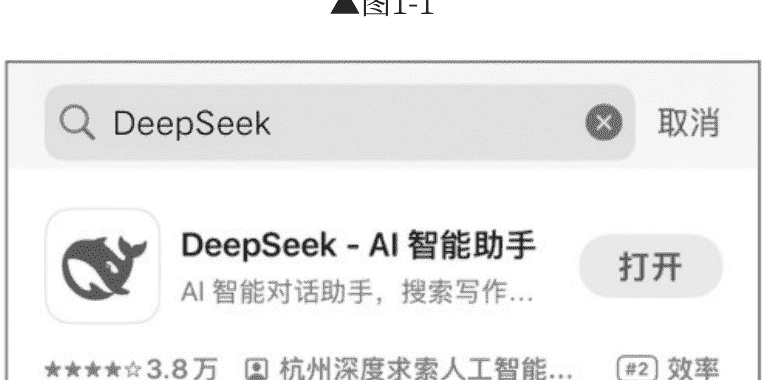 ▲图1-1
DeepSeek 取消
DeepSeek - AI 智能助手
AI 智能对话助手，搜索写作...
打开
★★★★☆ 3.8万 杭州深度求索人工智能... #2 效率